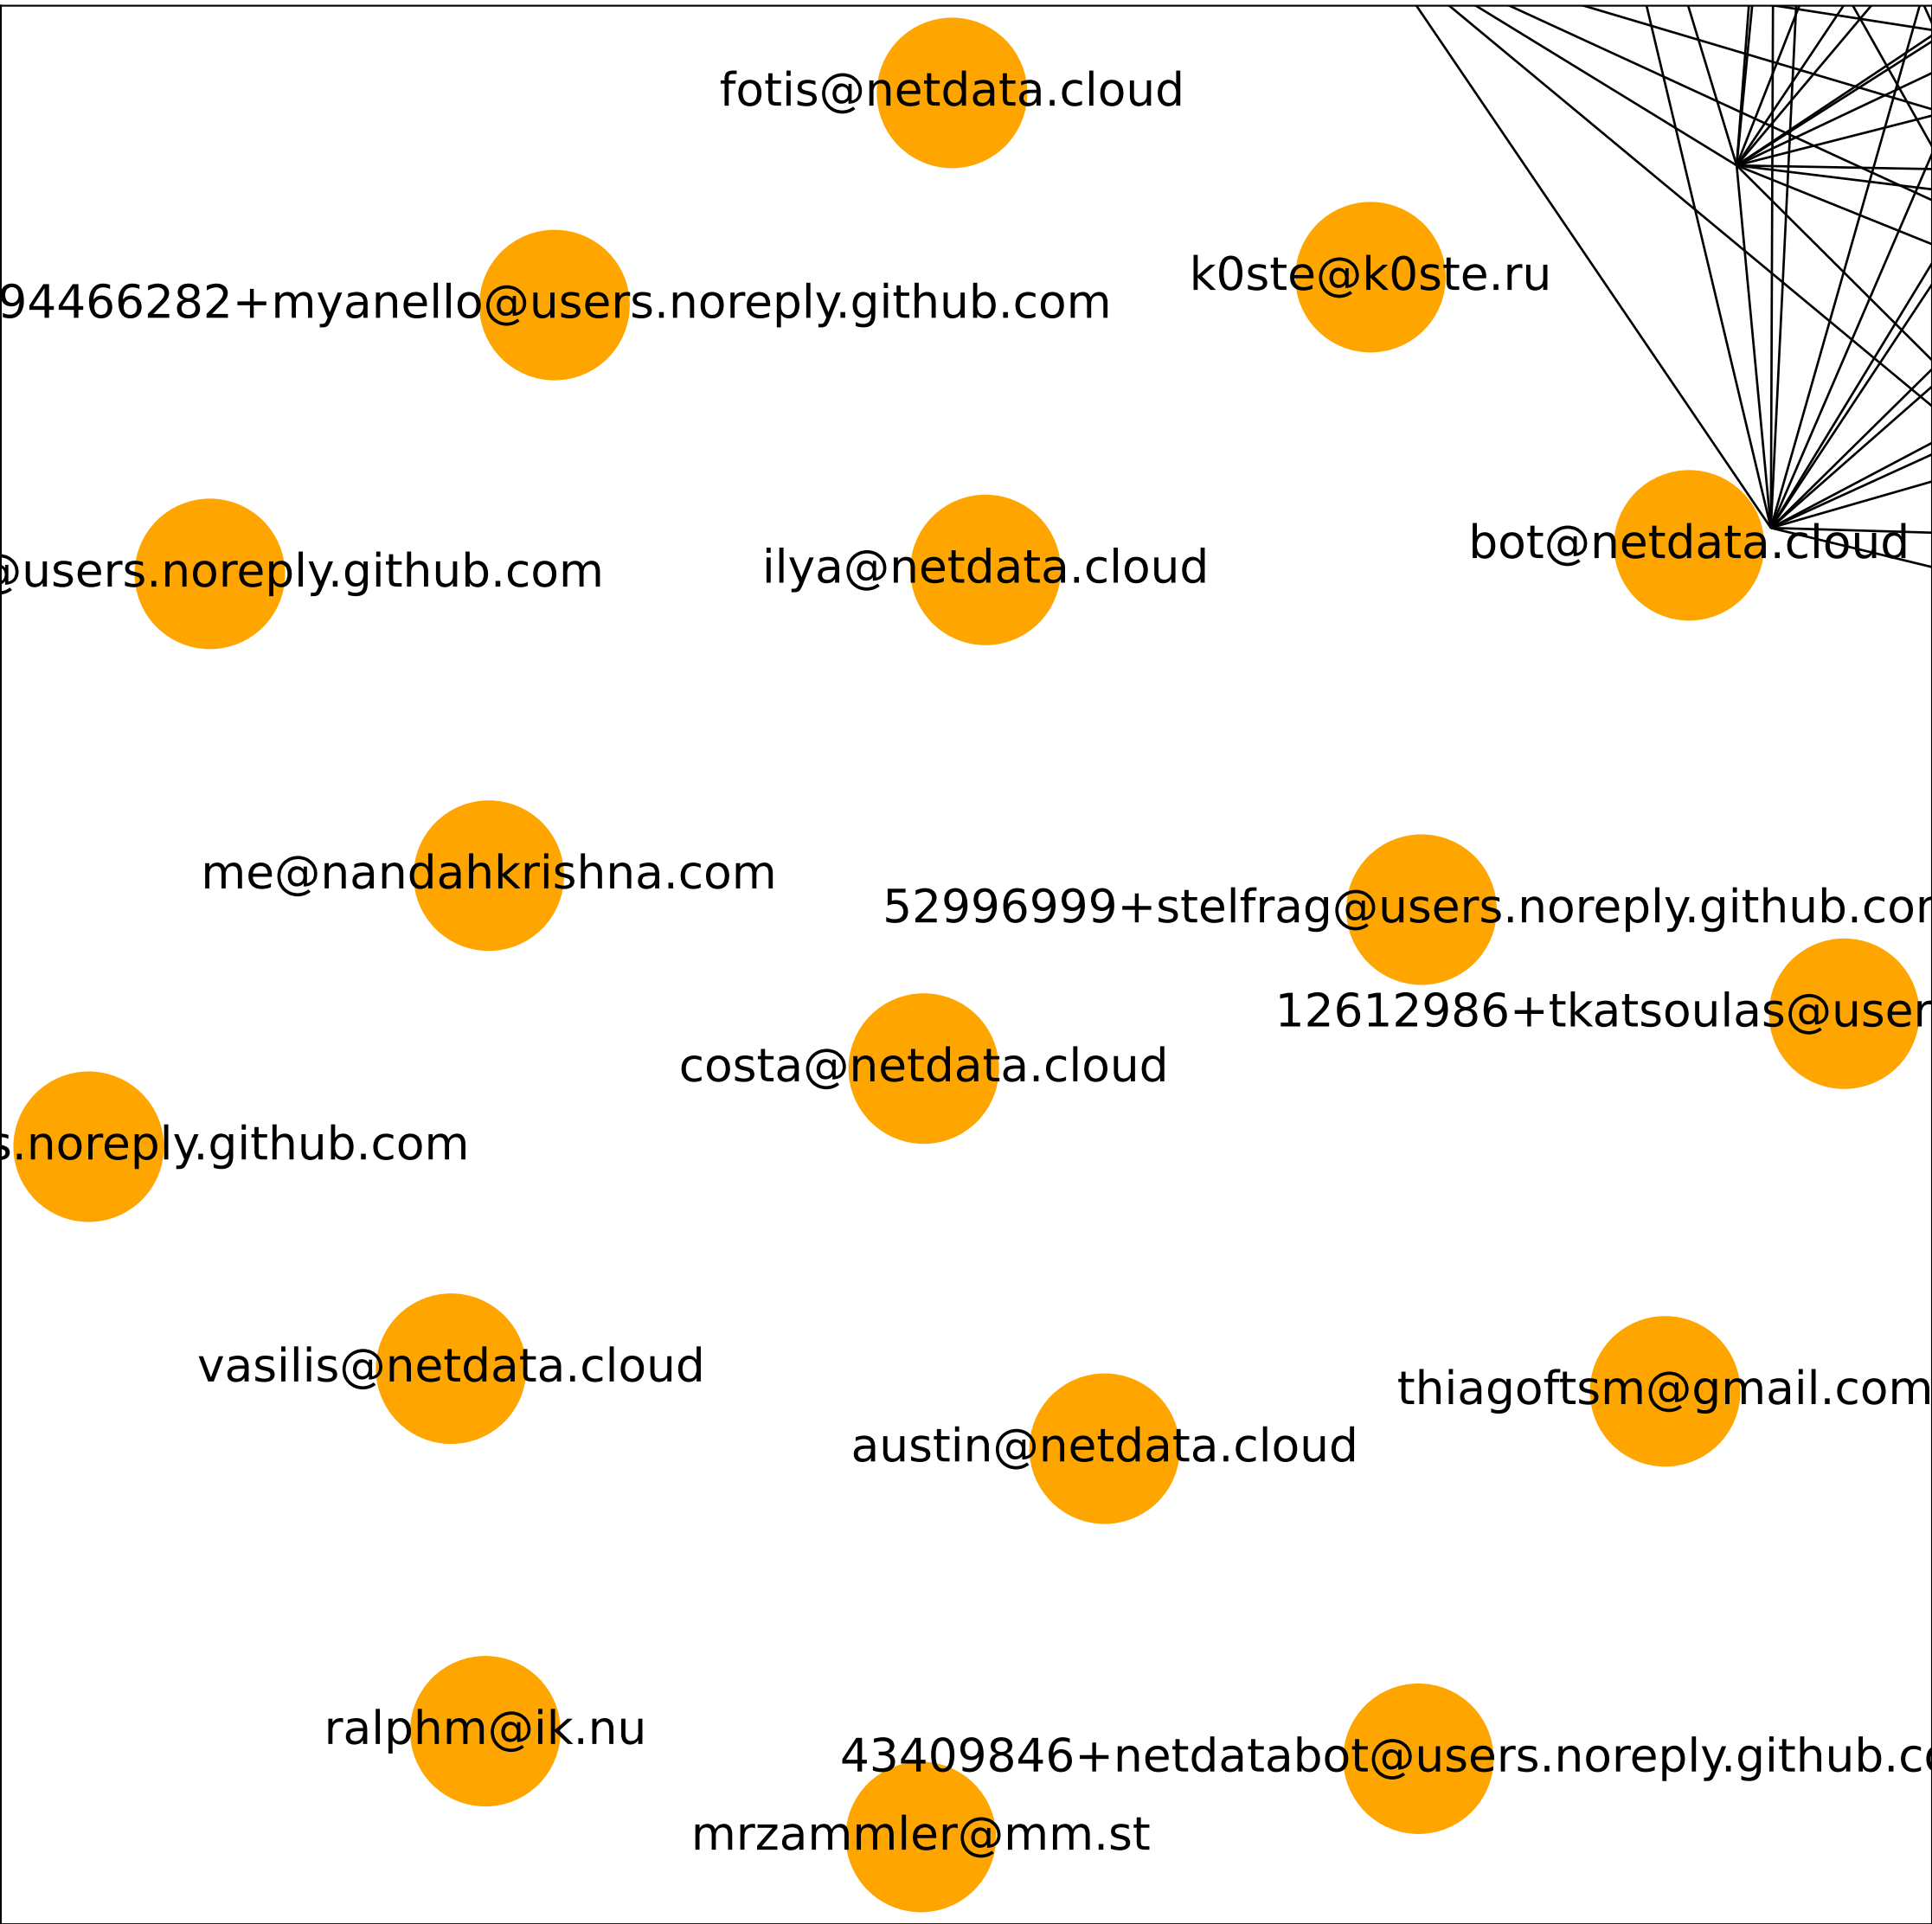 fotis@netdata.cloud
k0ste@k0ste.ru
94466282+myanello@users.noreply.github.com
bot@netdata.cloud
ilya@netdata.cloud
@users.noreply.github.com
me@nandahkrishna.com
52996999+stelfrag@users.noreply.github.com
12612986+tkatsoulas@user
costa@netdata.cloud
s.noreply.github.com
vasilis@netdata.cloud
thiagoftsm@gmail.com
austin@netdata.cloud
ralphm@ik.nu
43409846+netdatabot@users.noreply.github.co
mrzammler@mm.st